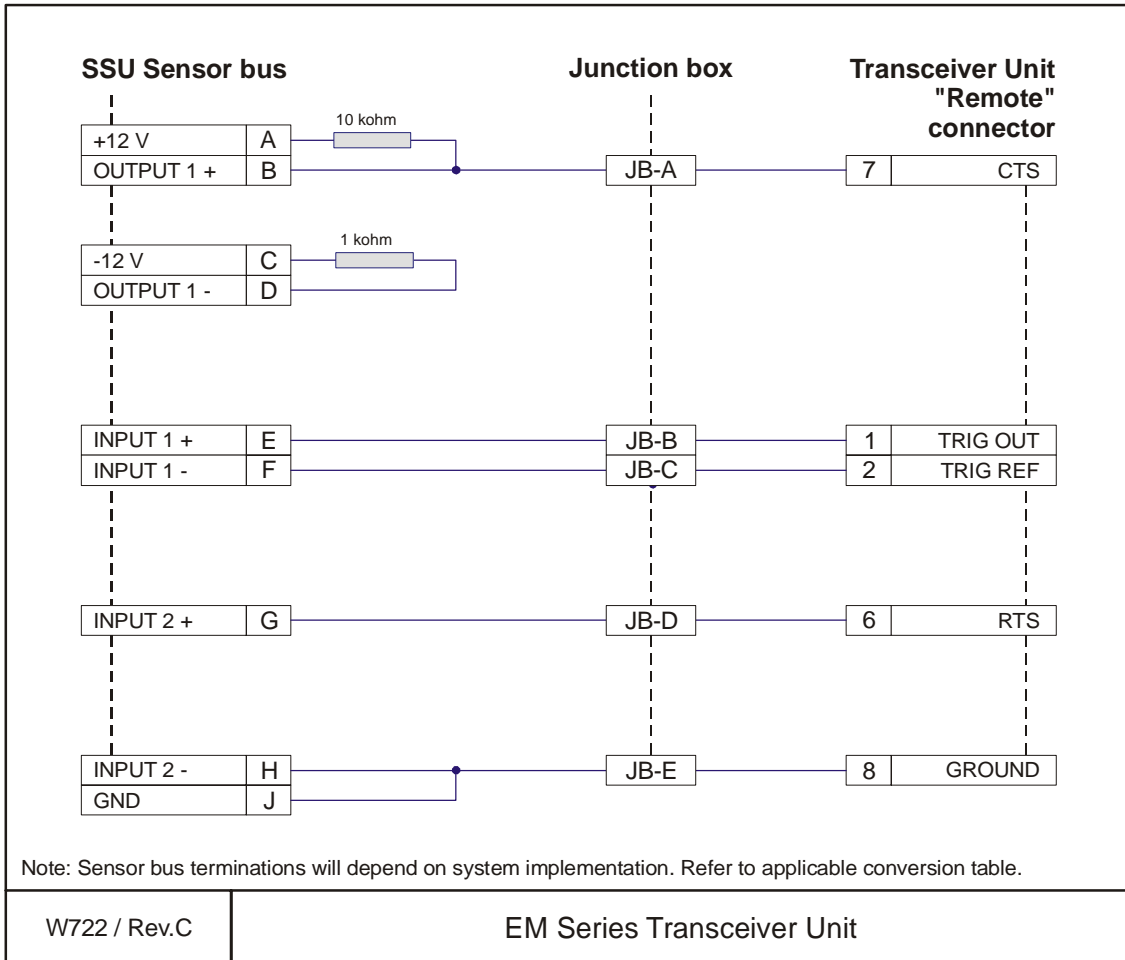 SSU Sensor bus
Junction box
Transceiver Unit
"Remote"
connector
10 kohm
+12 V A
OUTPUT 1 + B JB-A 7 CTS
1 kohm
-12 V C
OUTPUT 1 - D
INPUT 1 + E JB-B 1 TRIG OUT
INPUT 1 - F JB-C 2 TRIG REF
INPUT 2 + G JB-D 6 RTS
INPUT 2 - H JB-E 8 GROUND
GND J
Note: Sensor bus terminations will depend on system implementation. Refer to applicable conversion table.
W722 / Rev.C
EM Series Transceiver Unit